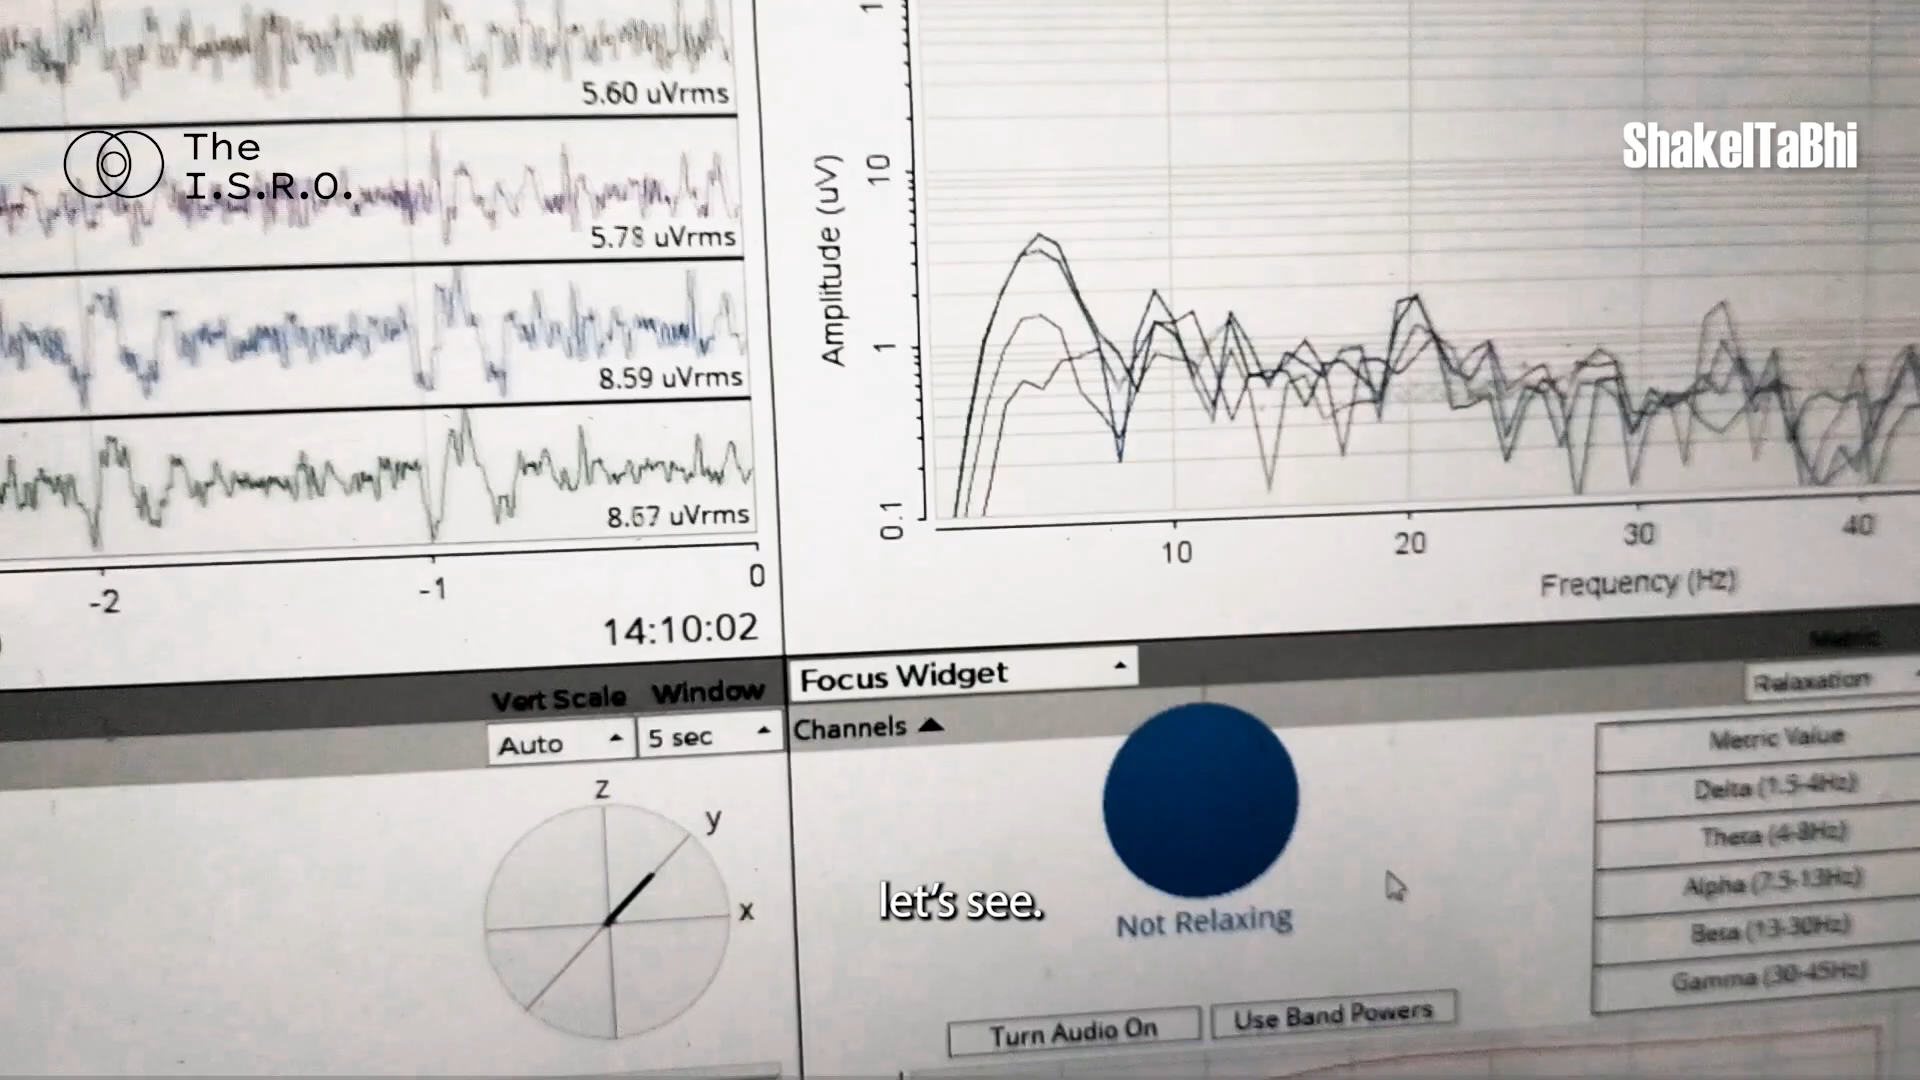 5.60 uVrms
The
I.S.R.O.
ShakeITaBhi
5.78 uVrms
8.59 uVrms
8.67 uVrms
-2
-1
0
14:10:02
Amplitude (uV)
10
1
0.1
10
20
30
40
Frequency (Hz)
Vert Scale
Window
Auto
5 sec
z
y
x
Focus Widget
Channels
Metric
Relaxation
Metric Value
Delta (1.5-4Hz)
Theta (4-8Hz)
Alpha (7.5-13Hz)
Beta (13-30Hz)
Gamma (30-45Hz)
let's see.
Not Relaxing
Turn Audio On
Use Band Powers